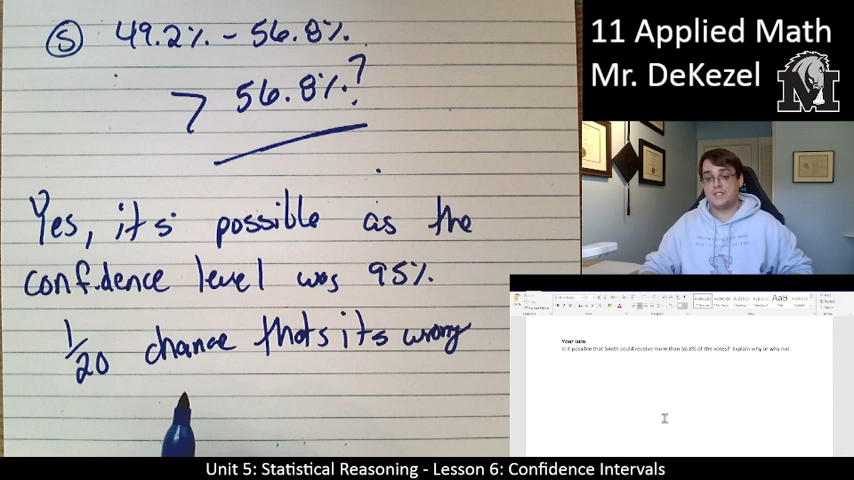 11 Applied Math
Mr. DeKezel
M
S 49.2% - 56.8%.
> 56.8%?
Yes, it's possible as the
confidence level was 95%.
1/20 chance thats its wrong
Your turn
Is it possible that Smith could receive more than 56.8% of the votes? Explain why or why not.
Unit 5: Statistical Reasoning - Lesson 6: Confidence Intervals